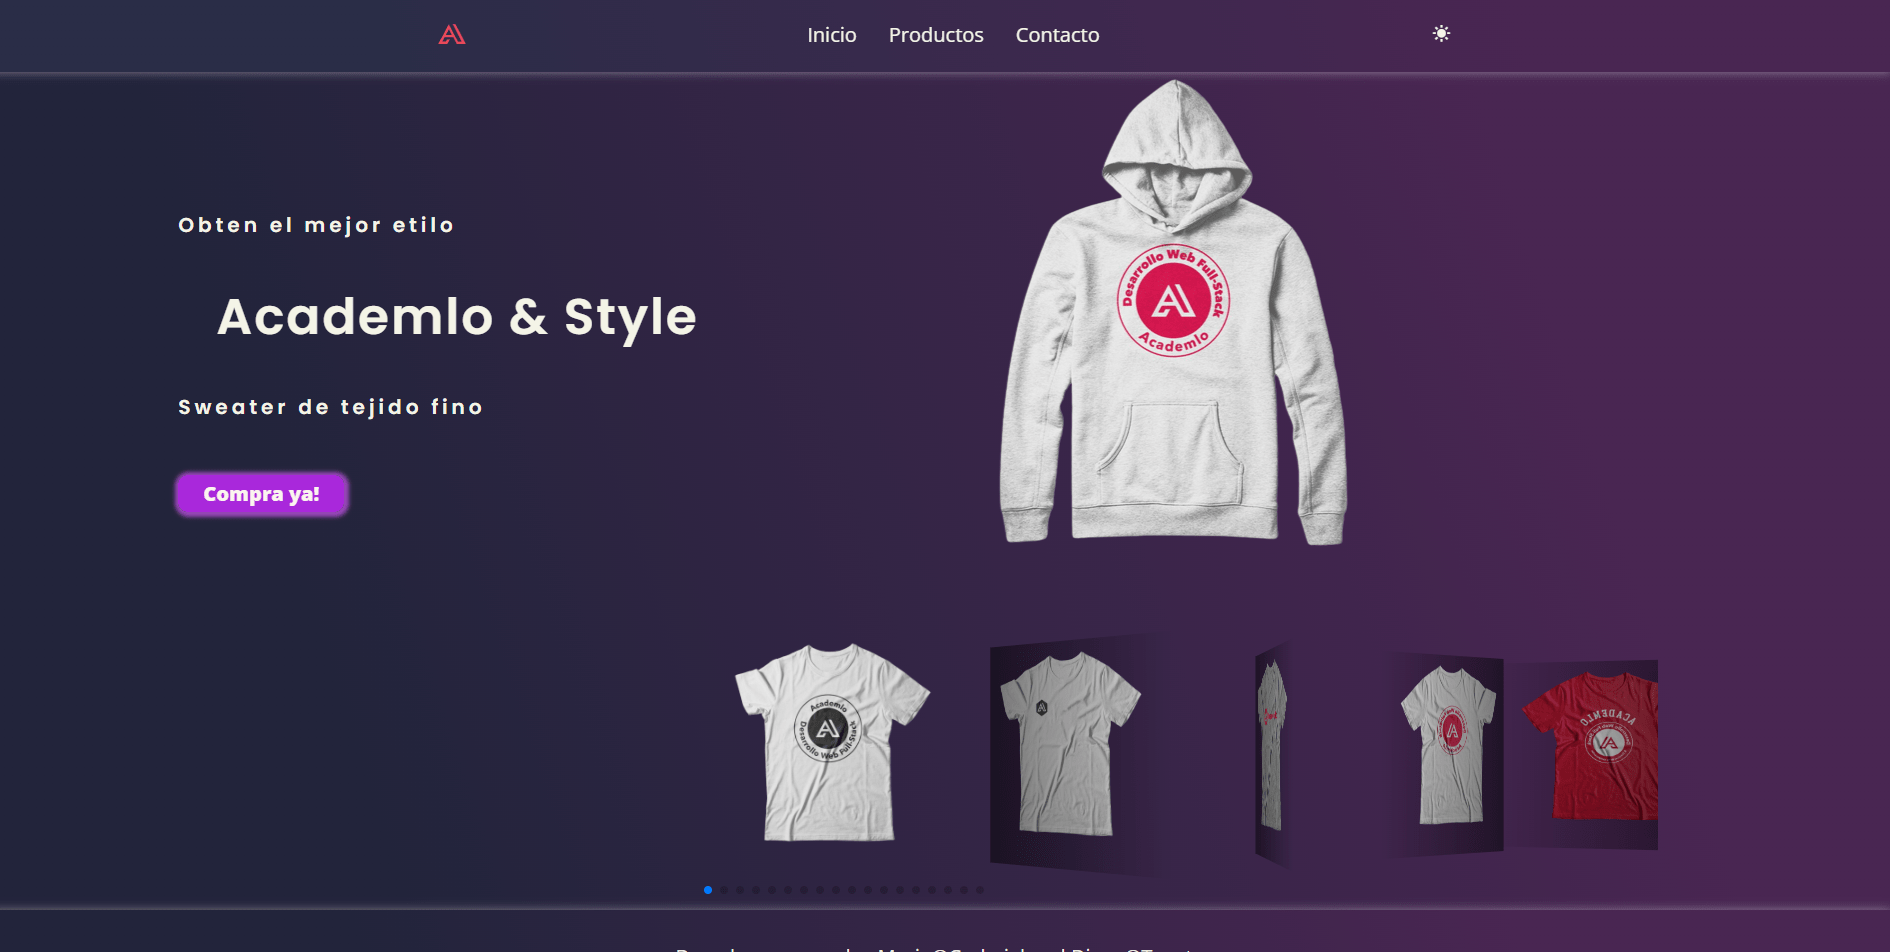 Inicio Productos Contacto
Obten el mejor etilo
Academlo & Style
Sweater de tejido fino
Compra ya!
Desarrollo Web Full-Stack
Academlo
Academlo
Desarrollo Web Full-Stack
ACADEMLO